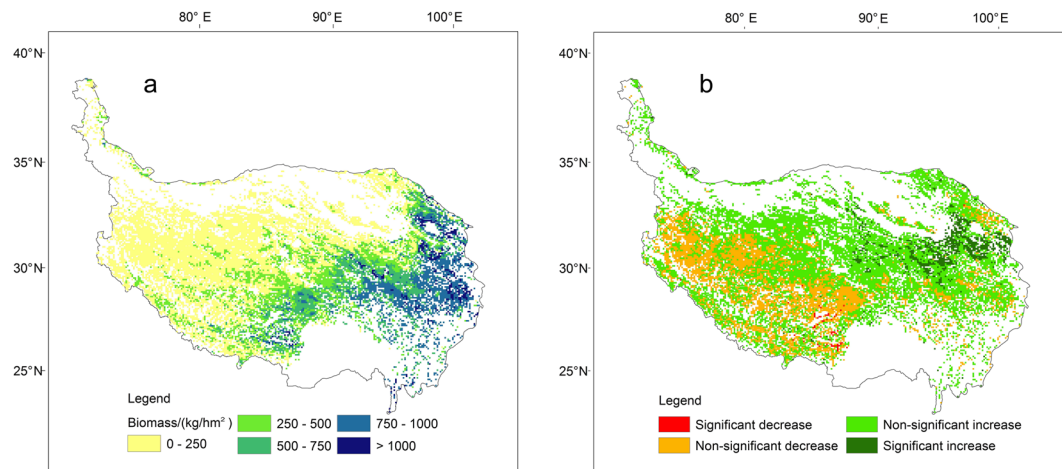 80° E 90° E 100° E
40°N
35°N
30°N
25°N
a
Legend
Biomass/(kg/hm²)
0 - 250
250 - 500
500 - 750
750 - 1000
> 1000
80° E 90° E 100° E
40°N
35°N
30°N
25°N
b
Legend
Significant decrease
Non-significant decrease
Non-significant increase
Significant increase